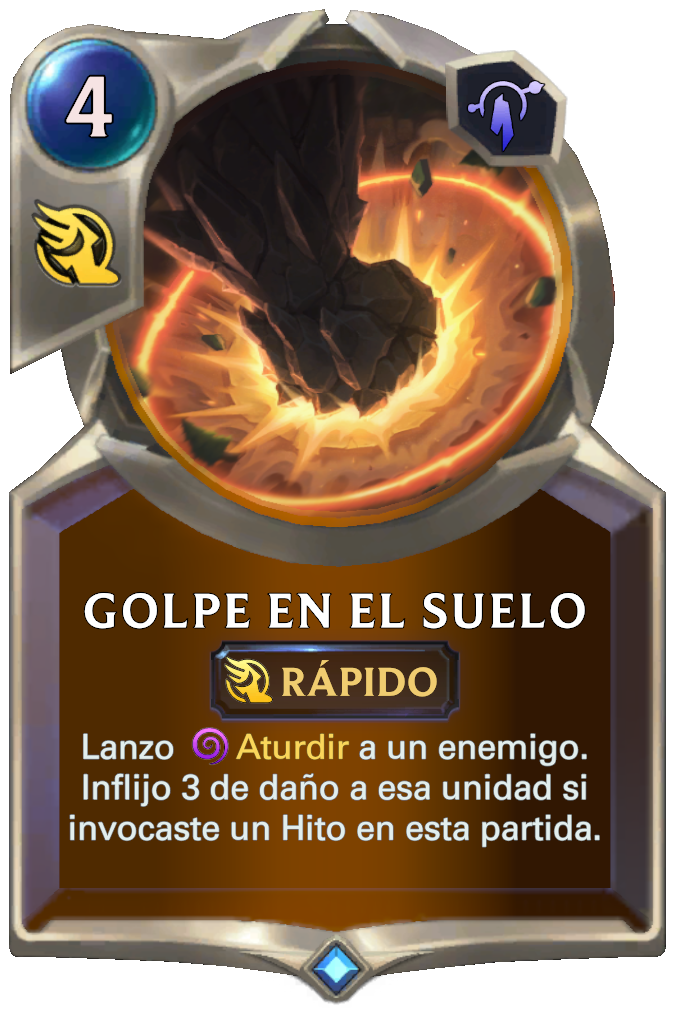 4
GOLPE EN EL SUELO
RÁPIDO
Lanzo Aturdir a un enemigo.
Inflijo 3 de daño a esa unidad si
invocaste un Hito en esta partida.